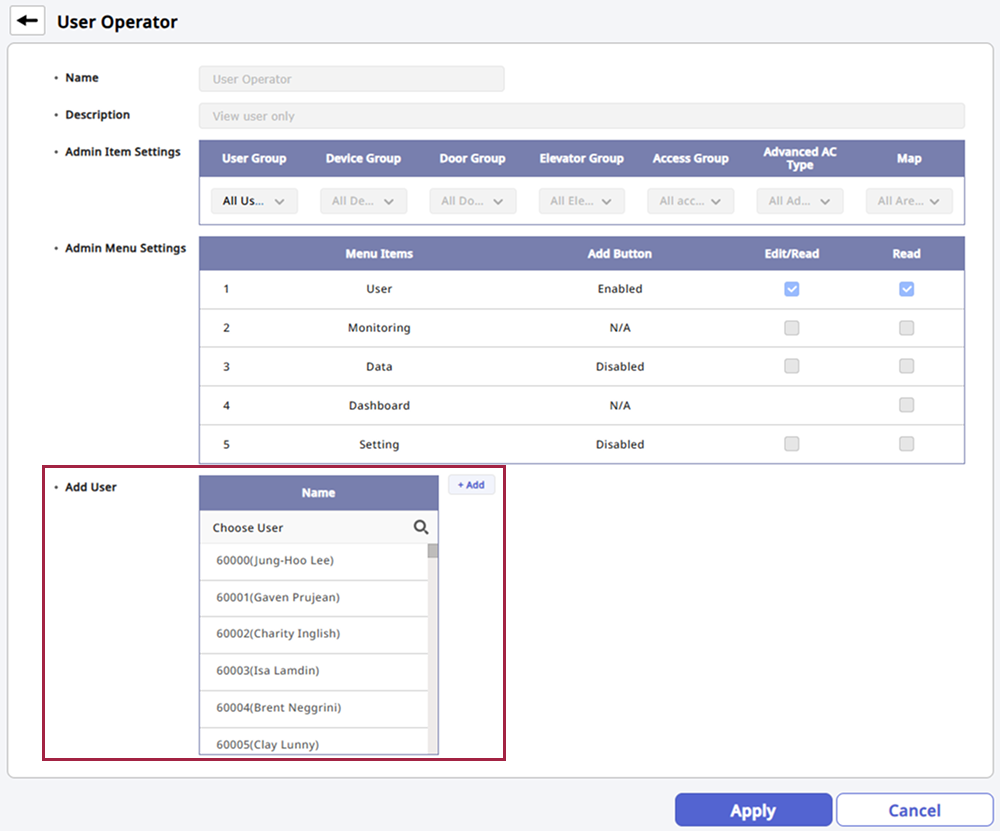 User Operator
• Name User Operator
• Description View user only
• Admin Item Settings
User Group Device Group Door Group Elevator Group Access Group Advanced AC Type Map
All Us... All De... All Do... All Ele... All acc... All Ad... All Are...
• Admin Menu Settings
Menu Items Add Button Edit/Read Read
1 User Enabled
2 Monitoring N/A
3 Data Disabled
4 Dashboard N/A
5 Setting Disabled
• Add User
Name + Add
Choose User
60000(Jung-Hoo Lee)
60001(Gaven Prujean)
60002(Charity Inglish)
60003(Isa Lamdin)
60004(Brent Neggrini)
60005(Clay Lunny)
Apply Cancel